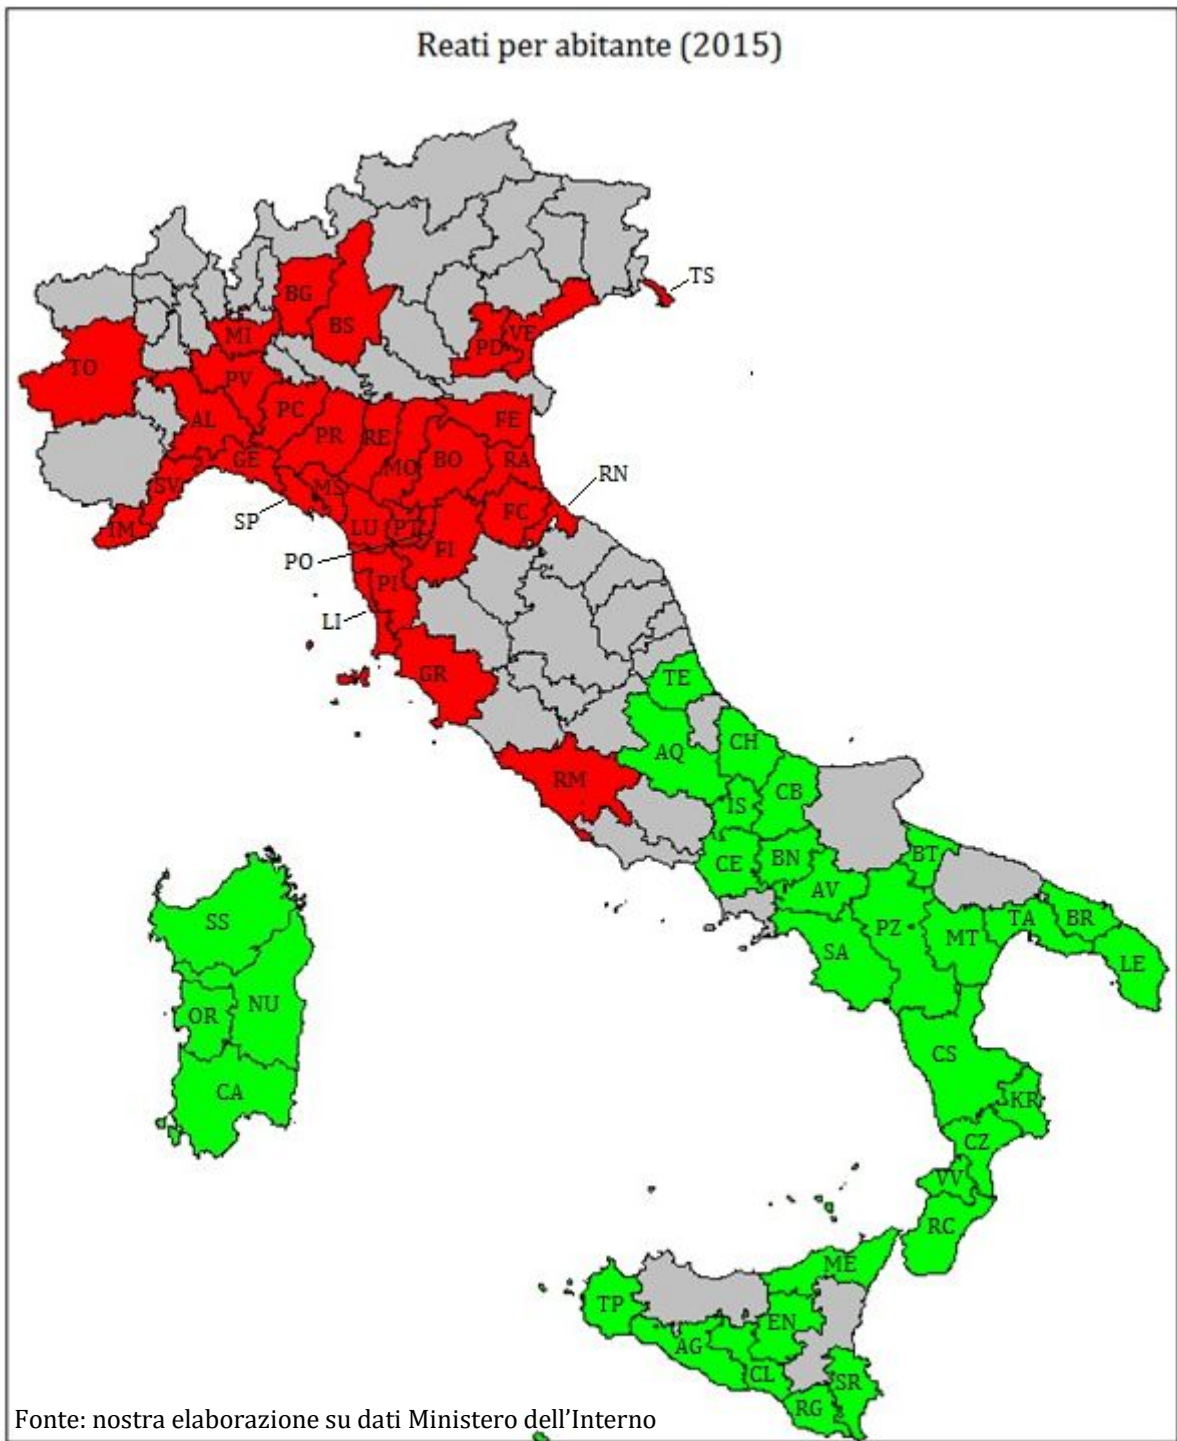 Reati per abitante (2015)
TS
BG
BS
MI
VE
PD
TO
PV
PC
AL
FE
PR
RE
GE
MO
BO
RA
RN
SV
MS
SP
FC
IM
LU
PT
FI
PO
PI
LI
GR
TE
AQ
CH
RM
IS
CB
CE
BN
BT
AV
SS
PZ
MT
TA
BR
SA
LE
NU
OR
CS
CA
KR
CZ
VV
RC
ME
TP
EN
AG
CL
SR
RG
Fonte: nostra elaborazione su dati Ministero dell’Interno